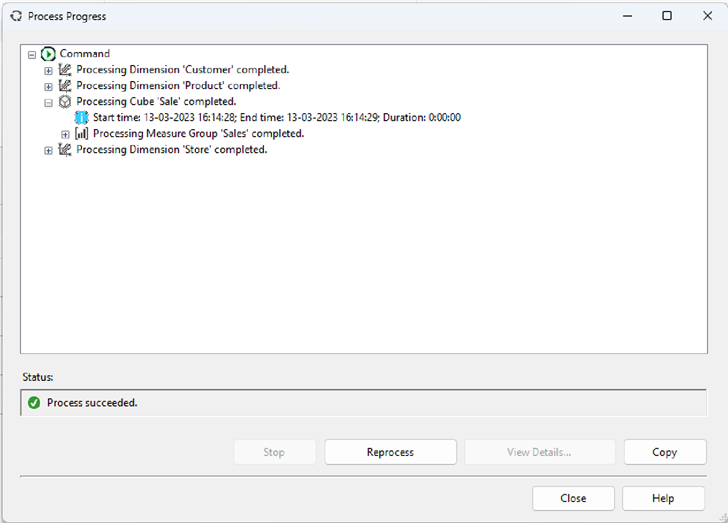 Process Progress
Command
Processing Dimension 'Customer' completed.
Processing Dimension 'Product' completed.
Processing Cube 'Sale' completed.
Start time: 13-03-2023 16:14:28; End time: 13-03-2023 16:14:29; Duration: 0:00:00
Processing Measure Group 'Sales' completed.
Processing Dimension 'Store' completed.
Status:
Process succeeded.
Stop Reprocess View Details... Copy
Close Help